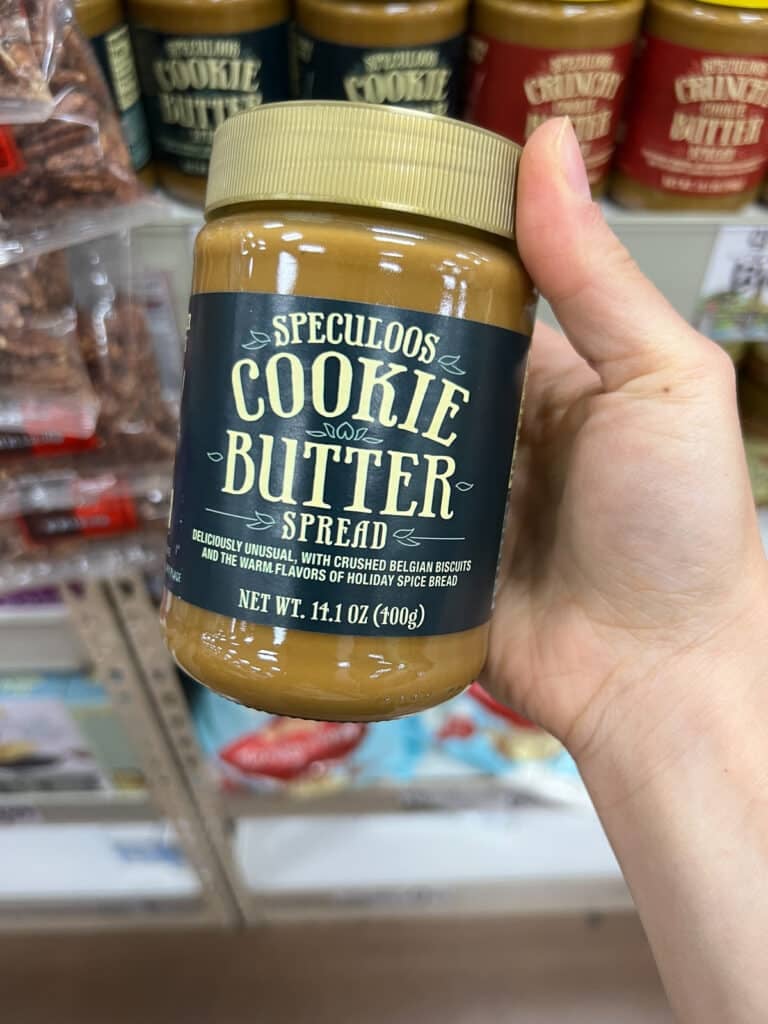 SPECULOOS
COOKIE
BUTTER
SPECULOOS
COOKIE
SPECULOOS
CRUNCHY
COOKIE
BUTTER
SPECULOOS
CRUNCHY
COOKIE
BUTTER
SPREAD
SPECULOOS
COOKIE
BUTTER
SPREAD
DELICIOUSLY UNUSUAL, WITH CRUSHED BELGIAN BISCUITS
AND THE WARM FLAVORS OF HOLIDAY SPICE BREAD
NET WT. 14.1 OZ (400g)